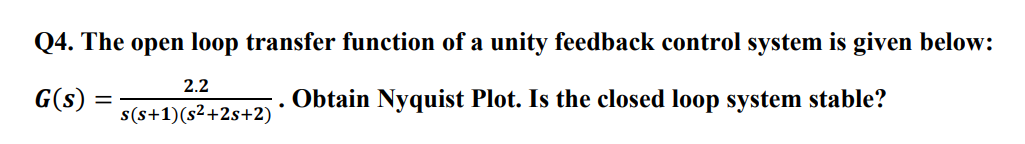 Q4. The open loop transfer function of a unity feedback control system is given below:
G(s) = 2.2 / s(s+1)(s²+2s+2) . Obtain Nyquist Plot. Is the closed loop system stable?